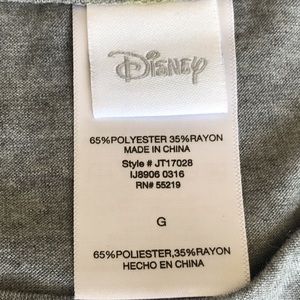 Disney
65%POLYESTER 35%RAYON
MADE IN CHINA
Style # JT17028
IJ8906 0316
RN# 55219
G
65%POLIESTER,35%RAYON
HECHO EN CHINA